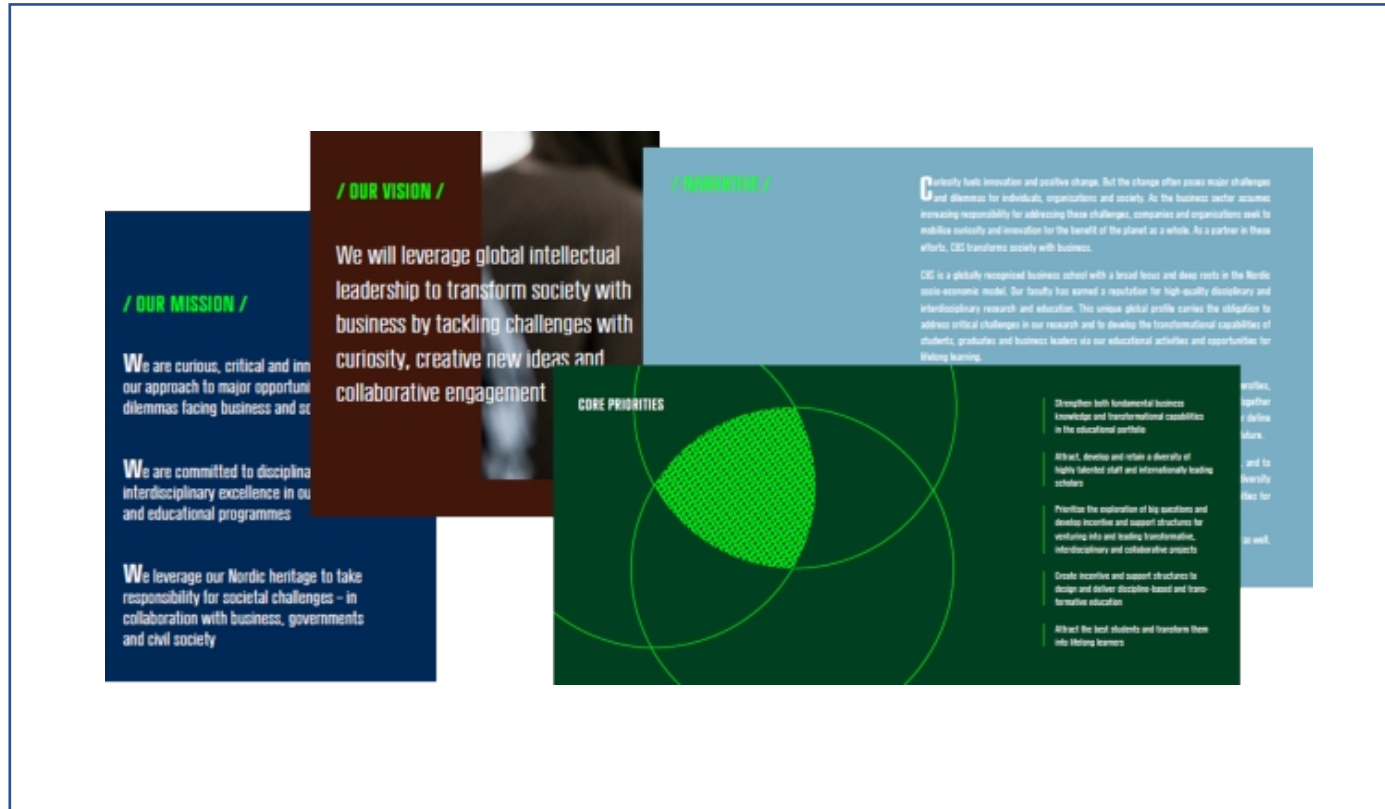 / OUR MISSION /
We are curious, critical and inn
our approach to major opportuni
dilemmas facing business and so
We are committed to disciplina
interdisciplinary excellence in ou
and educational programmes
We leverage our Nordic heritage to take
responsibility for societal challenges – in
collaboration with business, governments
and civil society
/ OUR VISION /
We will leverage global intellectual
leadership to transform society with
business by tackling challenges with
curiosity, creative new ideas and
collaborative engagement
/ NARRATIVE /
Curiosity fuels innovation and positive change. But the change often poses major challenges
and dilemmas for individuals, organisations and society. As the business sector assumes
increasing responsibility for addressing these challenges, companies and organisations seek to
mobilise curiosity and innovation for the benefit of the planet as a whole. As a partner in these
efforts, CBS transforms society with business.
CBS is a globally recognised business school with a broad focus and deep roots in the Nordic
socio-economic model. Our faculty has earned a reputation for high-quality disciplinary and
interdisciplinary research and education. This unique global profile carries the obligation to
address critical challenges in our research and to develop the transformational capabilities of
students, graduates and business leaders via our educational activities and opportunities for
lifelong learning.
ersities,
ogether
r define
uture.
, and to
iversity
ities for
as well.
CORE PRIORITIES
Strengthen both fundamental business
knowledge and transformational capabilities
in the educational portfolio
Attract, develop and retain a diversity of
highly talented staff and internationally leading
scholars
Prioritise the exploration of big questions and
develop incentive and support structures for
venturing into and leading transformative,
interdisciplinary and collaborative projects
Create incentive and support structures to
design and deliver discipline-based and trans-
formative education
Attract the best students and transform them
into lifelong learners